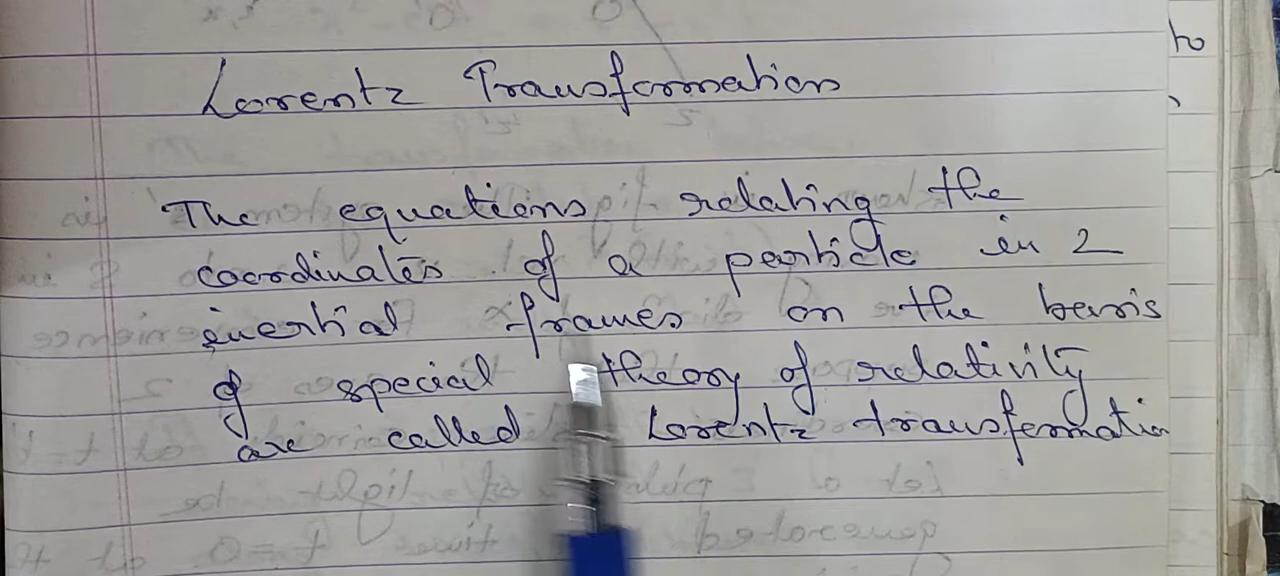 Lorentz Transformation
The equations relating the
coordinates of a particle in 2
inertial frames on the basis
of special theory of relativity
are called Lorentz transformation
to